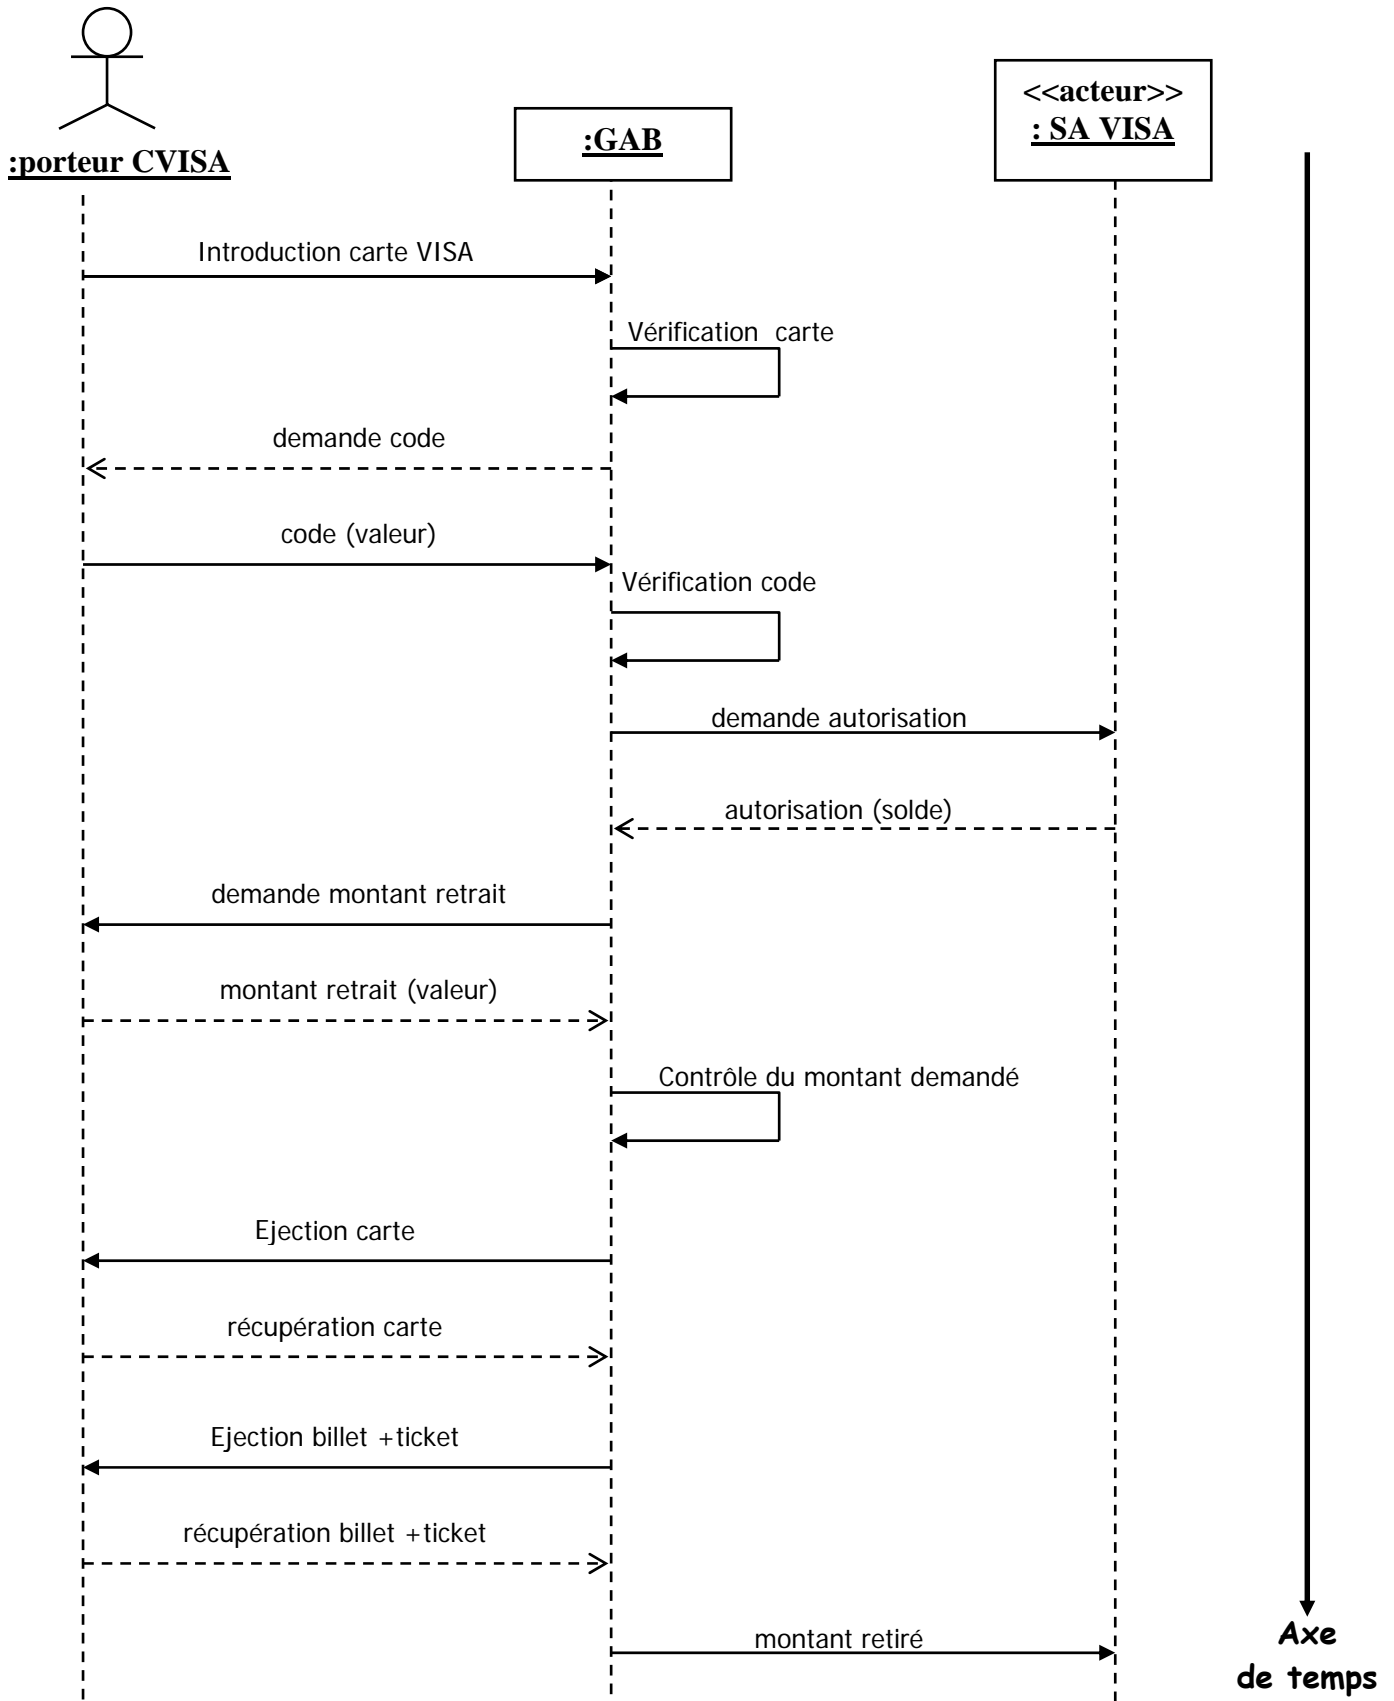 <<acteur>>
: SA VISA
:GAB
:porteur CVISA
Introduction carte VISA
Vérification  carte
demande code
code (valeur)
Vérification code
demande autorisation
autorisation (solde)
demande montant retrait
montant retrait (valeur)
Contrôle du montant demandé
Ejection carte
récupération carte
Ejection billet +ticket
récupération billet +ticket
montant retiré
Axe
de temps